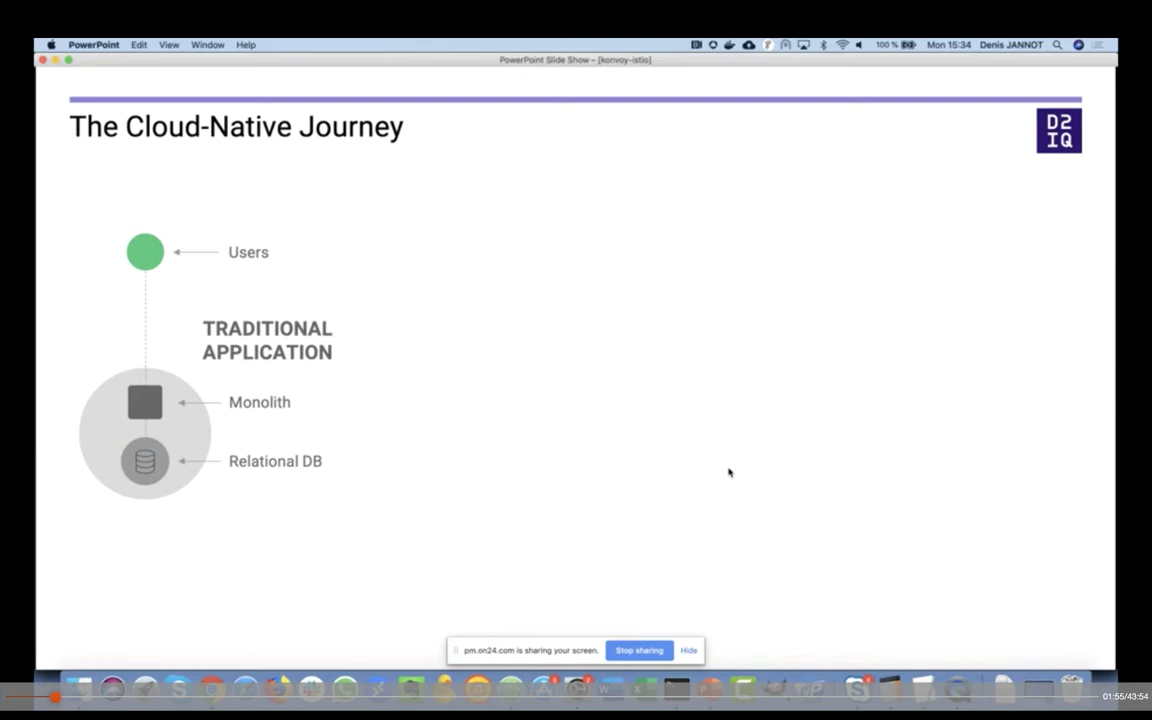 PowerPoint Edit View Window Help
100 % Mon 15:34 Denis JANNOT
PowerPoint Slide Show – [konvoy-istio]
The Cloud-Native Journey
D2
IQ
Users
TRADITIONAL
APPLICATION
Monolith
Relational DB
pm.on24.com is sharing your screen. Stop sharing Hide
01:55/43:54